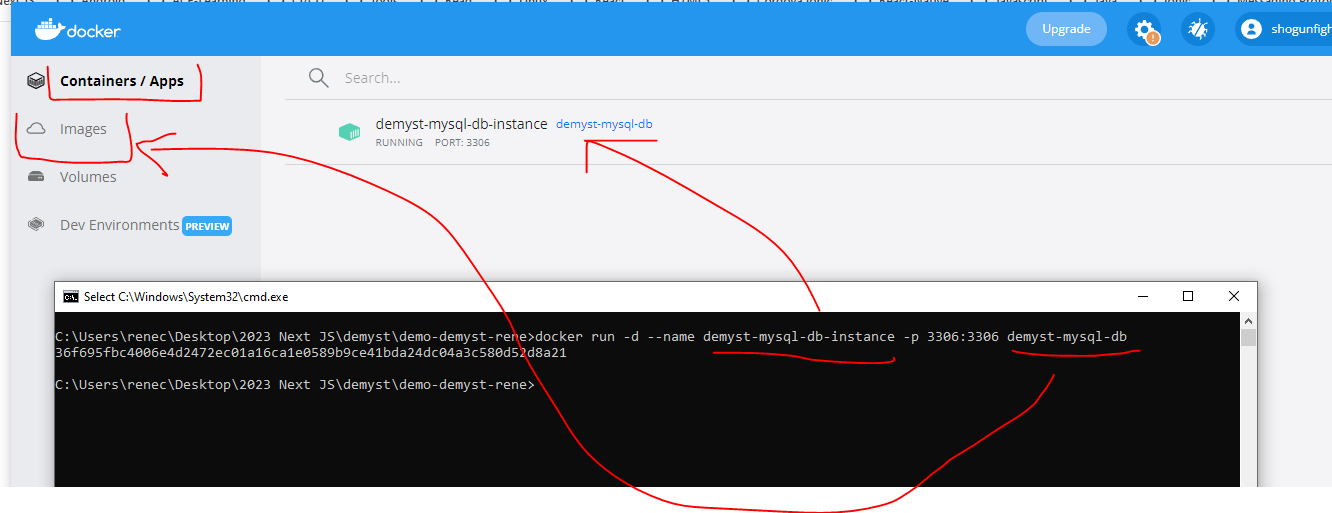 docker
Upgrade
shogunfigh
Containers / Apps
Search...
demyst-mysql-db-instance demyst-mysql-db
RUNNING PORT: 3306
Images
Volumes
Dev Environments PREVIEW
Select C:\Windows\System32\cmd.exe
C:\Users\renec\Desktop\2023 Next JS\demyst\demo-demyst-rene>docker run -d --name demyst-mysql-db-instance -p 3306:3306 demyst-mysql-db
36f695fbc4006e4d2472ec01a16ca1e0589b9ce41bda24dc04a3c580d52d8a21
C:\Users\renec\Desktop\2023 Next JS\demyst\demo-demyst-rene>